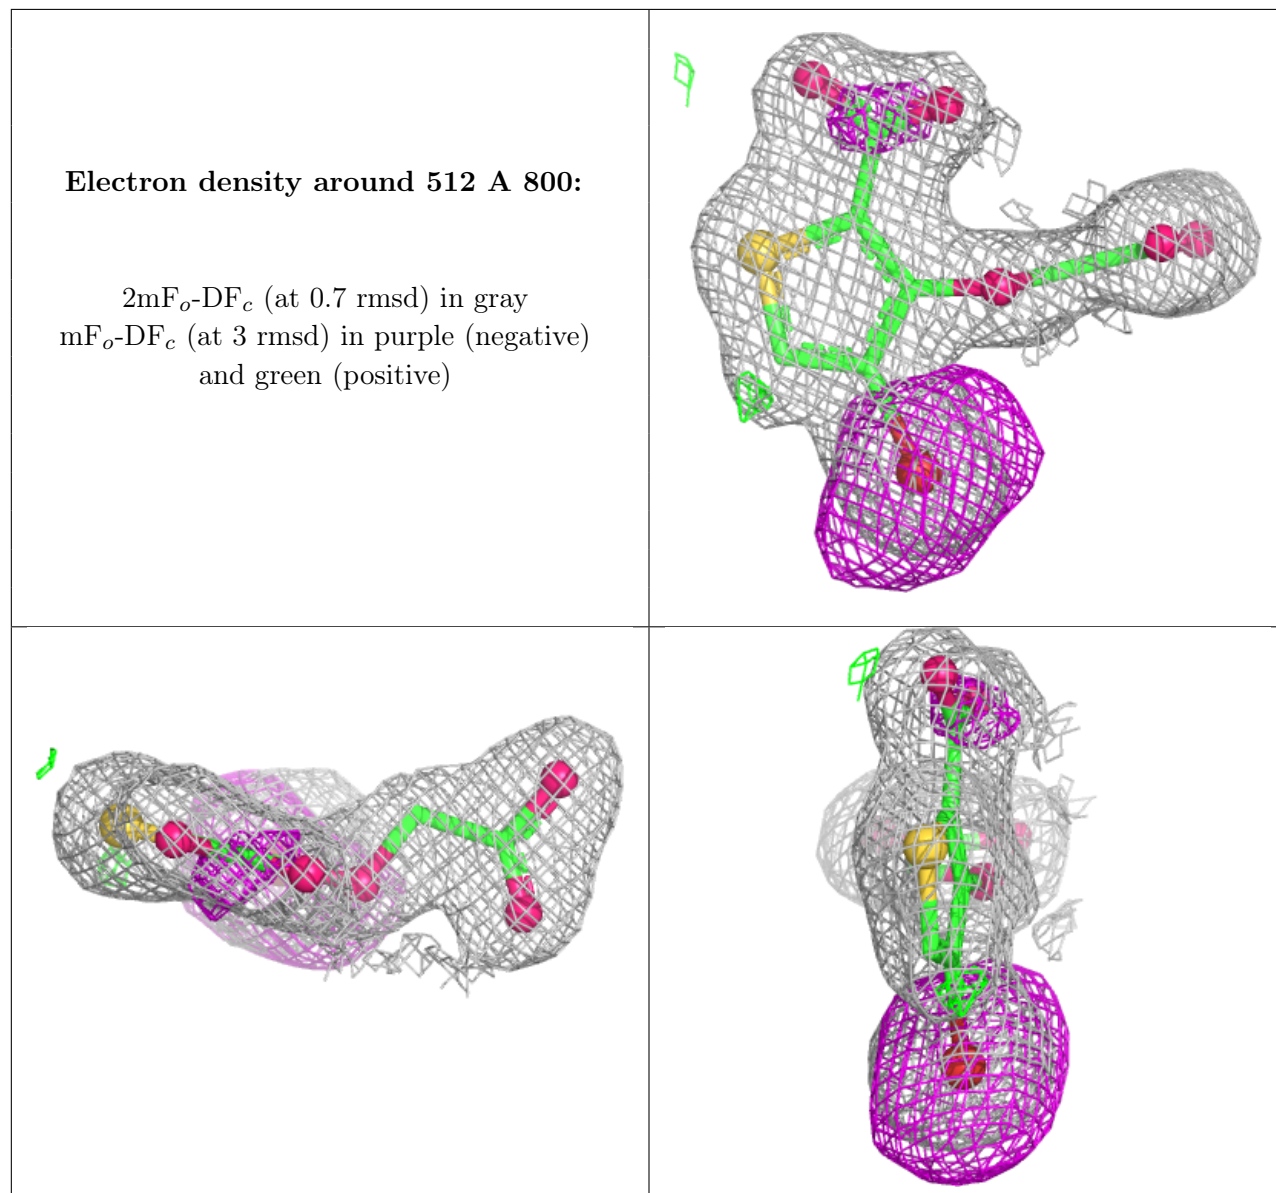 Electron density around 512 A 800:
2mFo-DFc (at 0.7 rmsd) in gray
mFo-DFc (at 3 rmsd) in purple (negative)
and green (positive)